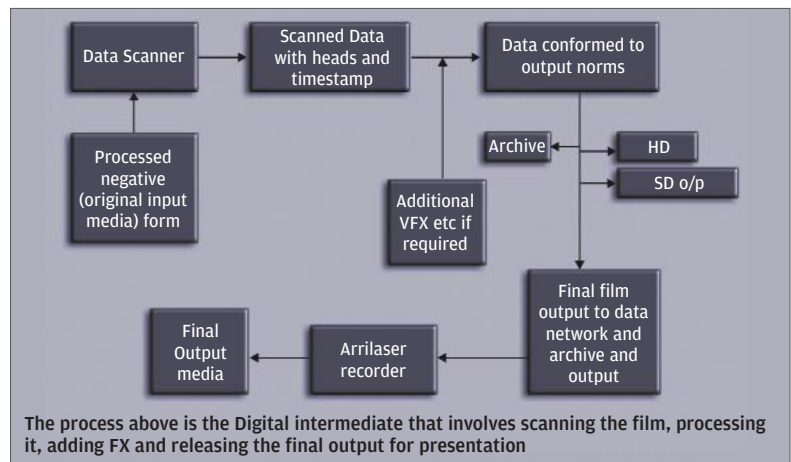 Data Scanner
Scanned Data
with heads and
timestamp
Data conformed to
output norms
Processed
negative
(original input
media) form
Additional
VFX etc if
required
Archive
HD
SD o/p
Final
Output
media
Arrilaser
recorder
Final film
output to data
network and
archive and
output
The process above is the Digital intermediate that involves scanning the film, processing
it, adding FX and releasing the final output for presentation